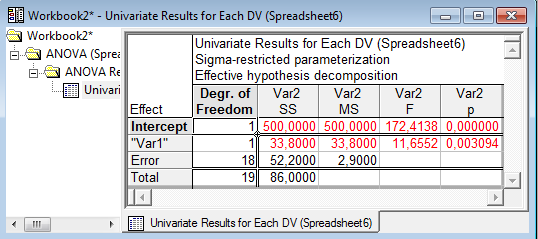 Workbook2* - Univariate Results for Each DV (Spreadsheet6)
Workbook2*
ANOVA (Sprea
ANOVA Re
Univari
Univariate Results for Each DV (Spreadsheet6)
Sigma-restricted parameterization
Effective hypothesis decomposition
Effect Degr. of Freedom Var2 SS Var2 MS Var2 F Var2 p
Intercept 1 500,0000 500,0000 172,4138 0,000000
"Var1" 1 33,8000 33,8000 11,6552 0,003094
Error 18 52,2000 2,9000
Total 19 86,0000
Univariate Results for Each DV (Spreadsheet6)